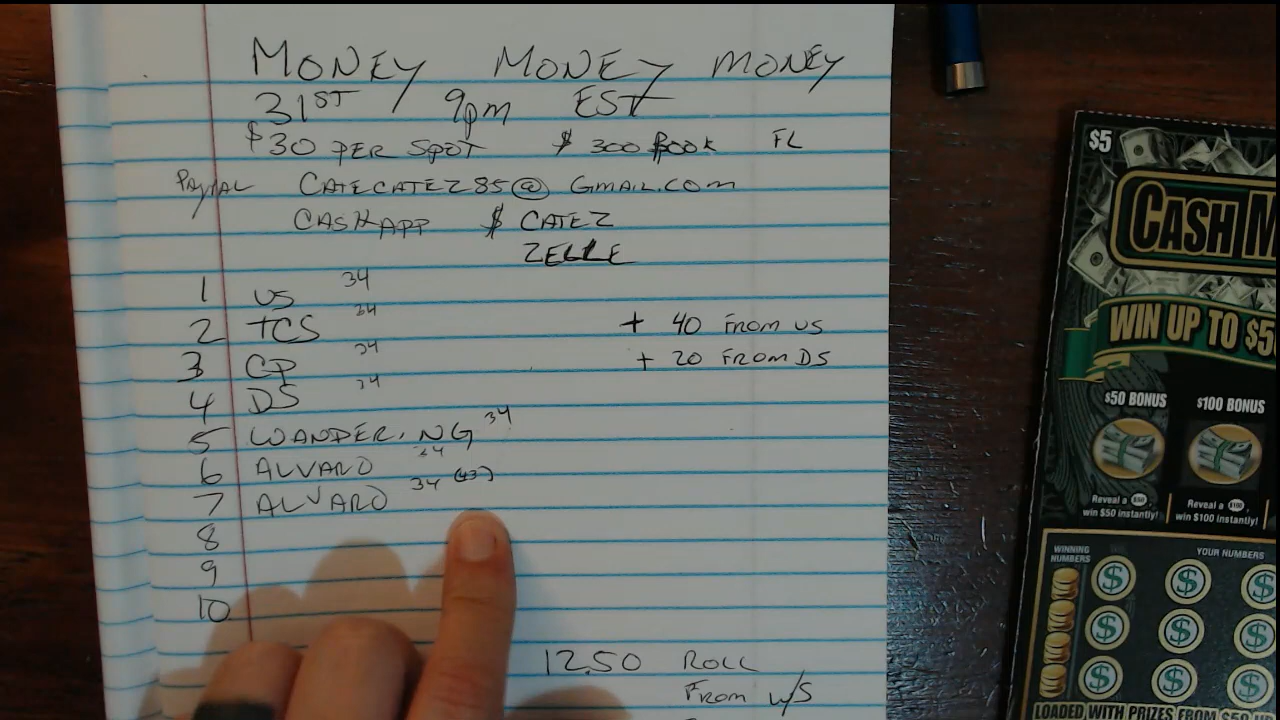 MONEY MONEY MONEY
31ST 9pm EST
$30 PER SPOT $300 BOOK FL
PAYPAL CATECATEZ85@GMAIL.COM
CASHAPP $CATEZ
ZELLE
1 US 34
2 TCS 34
3 CP 34
4 DS 34
5 WANDER.NG 34
6 ALVARO 34
7 ALVARO 34 (43)
8
9
10
+ 40 FROM US
+ 20 FROM DS
12.50 ROLL
FROM W/S
$5
CASH M
WIN UP TO $5
$50 BONUS $100 BONUS
Reveal a $50, win $50 instantly!
Reveal a $100, win $100 instantly!
WINNING NUMBERS
YOUR NUMBERS
LOADED WITH PRIZES FROM $50